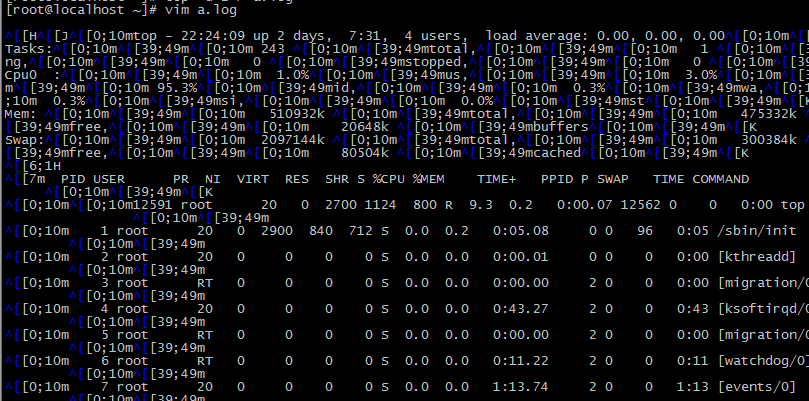 [root@localhost ~]# vim a.log
^[[H^[[J^[[0;10mtop - 22:24:09 up 2 days,  7:31,  4 users,  load average: 0.00, 0.00, 0.00^[[0;10m^[[39;49m
Tasks:^[[0;10m^[[39;49m^[[0;10m 243 ^[[0;10m^[[39;49mtotal,^[[0;10m^[[39;49m^[[0;10m   1 ^[[0;10m^[[39;49m
ng,^[[0;10m^[[39;49m^[[0;10m   0 ^[[0;10m^[[39;49mstopped,^[[0;10m^[[39;49m^[[0;10m   0 ^[[0;10m^[[39;49m
Cpu0  :^[[0;10m^[[39;49m^[[0;10m  1.0%^[[0;10m^[[39;49mus,^[[0;10m^[[39;49m^[[0;10m  3.0%^[[0;10m^[[39;49m
m^[[39;49m^[[0;10m 95.3%^[[0;10m^[[39;49mid,^[[0;10m^[[39;49m^[[0;10m  0.3%^[[0;10m^[[39;49mwa,^
;10m  0.3%^[[0;10m^[[39;49msi,^[[0;10m^[[39;49m^[[0;10m  0.0%^[[0;10m^[[39;49mst^[[0;10m^[[39;49m^[[K
Mem: ^[[0;10m^[[39;49m^[[0;10m    510932k ^[[0;10m^[[39;49mtotal,^[[0;10m^[[39;49m^[[0;10m   475332k ^
[[39;49mfree,^[[0;10m^[[39;49m^[[0;10m    20648k ^[[0;10m^[[39;49mbuffers^[[0;10m^[[39;49m^[[K
Swap:^[[0;10m^[[39;49m^[[0;10m  2097144k ^[[0;10m^[[39;49mtotal,^[[0;10m^[[39;49m^[[0;10m   300384k ^
[[39;49mfree,^[[0;10m^[[39;49m^[[0;10m    80504k ^[[0;10m^[[39;49mcached^[[0;10m^[[39;49m^[[K
^[[6;1H
^[[7m  PID USER      PR  NI  VIRT  RES  SHR S %CPU %MEM    TIME+   PPID P SWAP   TIME COMMAND
^[[0;10m^[[39;49m^[[K
^[[0;10m^[[0;10m12591 root      20   0  2700 1124  800 R  9.3  0.2   0:00.07 12562 0    0   0:00 top
^[[0;10m^[[39;49m
^[[0;10m    1 root      20   0  2900  840  712 S  0.0  0.2   0:05.08     0 0   96   0:05 /sbin/init
^[[0;10m^[[39;49m
^[[0;10m    2 root      20   0     0    0    0 S  0.0  0.0   0:00.01     0 0    0   0:00 [kthreadd]
^[[0;10m^[[39;49m
^[[0;10m    3 root      RT   0     0    0    0 S  0.0  0.0   0:00.00     2 0    0   0:00 [migration/0
^[[0;10m^[[39;49m
^[[0;10m    4 root      20   0     0    0    0 S  0.0  0.0   0:43.27     2 0    0   0:43 [ksoftirqd/0
^[[0;10m^[[39;49m
^[[0;10m    5 root      RT   0     0    0    0 S  0.0  0.0   0:00.00     2 0    0   0:00 [migration/0
^[[0;10m^[[39;49m
^[[0;10m    6 root      RT   0     0    0    0 S  0.0  0.0   0:11.22     2 0    0   0:11 [watchdog/0]
^[[0;10m^[[39;49m
^[[0;10m    7 root      20   0     0    0    0 S  0.0  0.0   1:13.74     2 0    0   1:13 [events/0]
^[[0;10m^[[39;49m